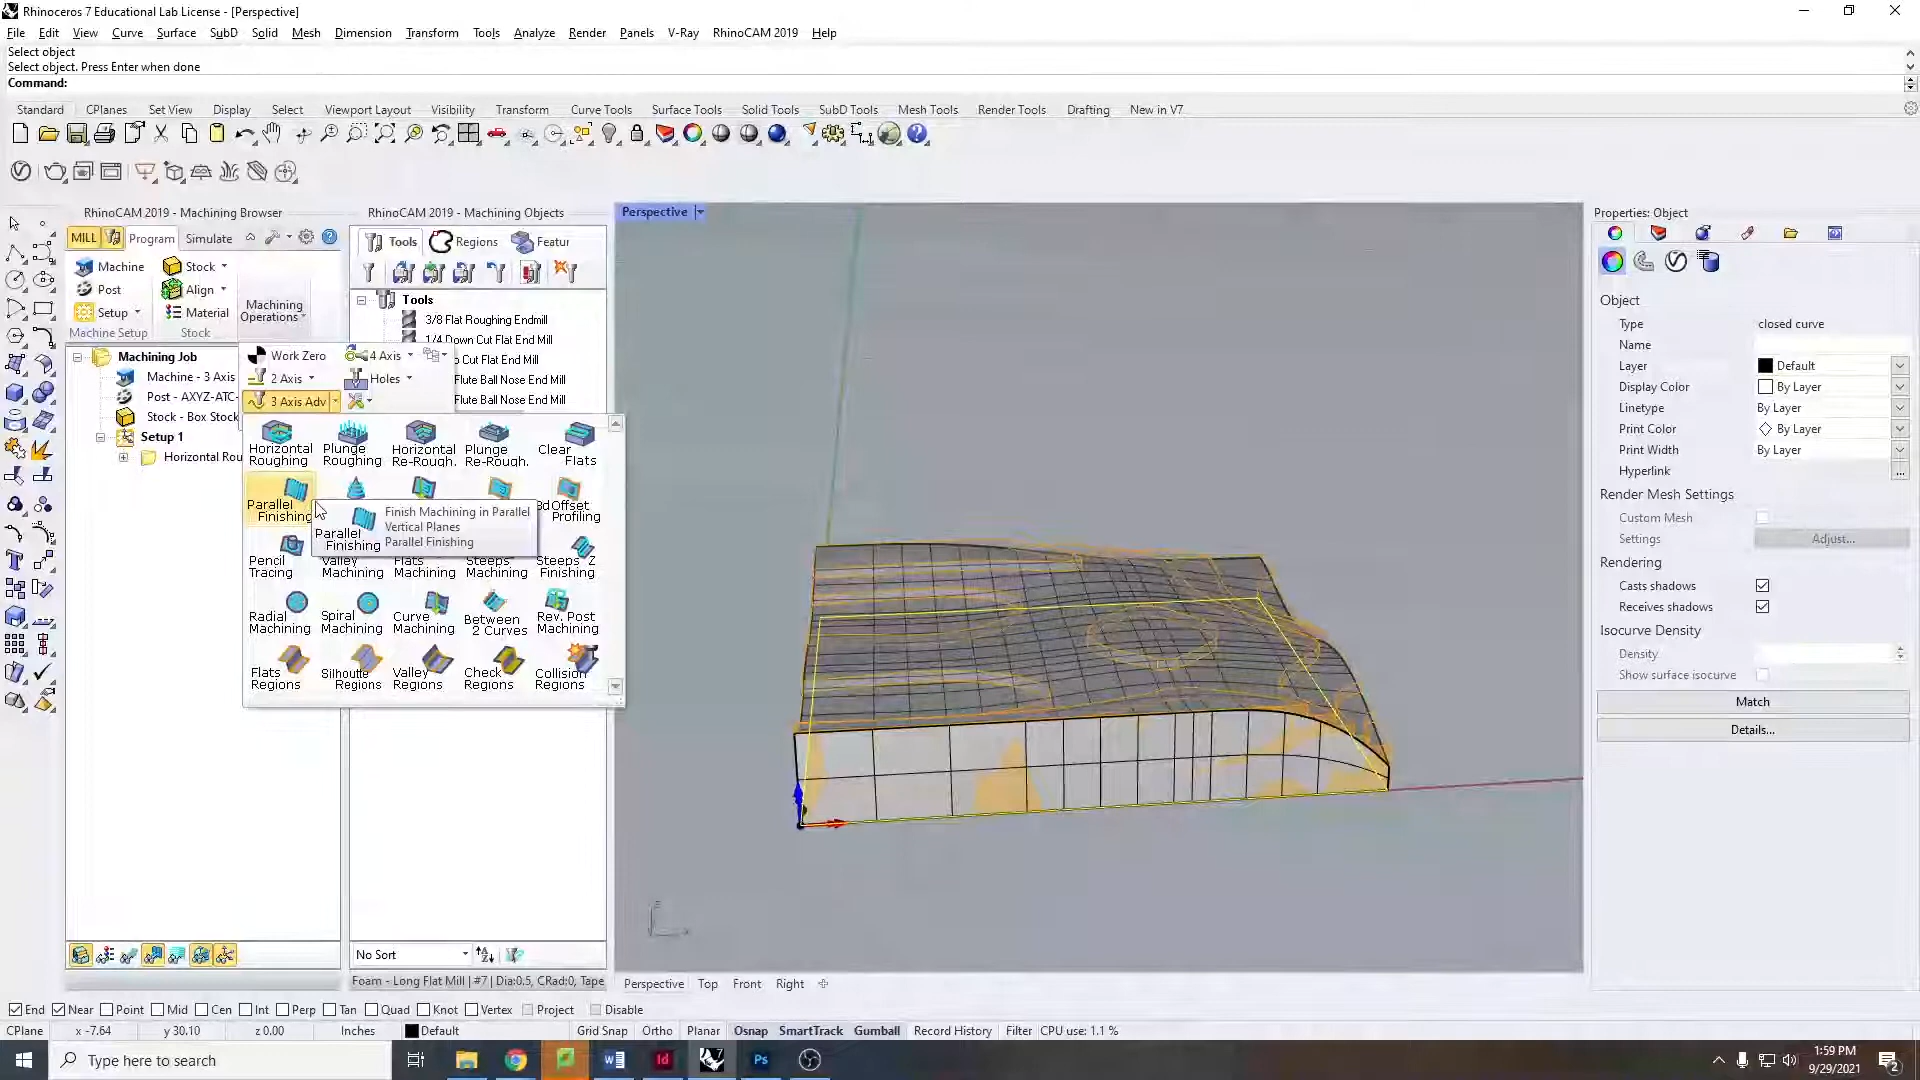 Rhinoceros 7 Educational Lab License - [Perspective]
File Edit View Curve Surface SubD Solid Mesh Dimension Transform Tools Analyze Render Panels V-Ray RhinoCAM 2019 Help
Select object
Select object. Press Enter when done
Command:
Standard CPlanes Set View Display Select Viewport Layout Visibility Transform Curve Tools Surface Tools Solid Tools SubD Tools Mesh Tools Render Tools Drafting New in V7
RhinoCAM 2019 - Machining Browser
MILL Program Simulate
Machine Stock
Post Align
Setup Material
Machining Operations
Machine Setup Stock
Machining Job
Machine - 3 Axis
Post - AXYZ-ATC-
Stock - Box Stock
Setup 1
Horizontal Rou
Work Zero 4 Axis
2 Axis Holes
3 Axis Adv
Horizontal Roughing Plunge Roughing Horizontal Re-Rough. Plunge Re-Rough. Clear Flats
Parallel Finishing 3d Offset Profiling
Parallel Finishing
Finish Machining in Parallel
Vertical Planes
Parallel Finishing
Pencil Tracing Valley Machining Flats Machining Steeps Machining Steeps Z Finishing
Radial Machining Spiral Machining Curve Machining Between 2 Curves Rev. Post Machining
Flats Regions Silhoutte Regions Valley Regions Check Regions Collision Regions
RhinoCAM 2019 - Machining Objects
Tools Regions Featur
Tools
3/8 Flat Roughing Endmill
1/4 Down Cut Flat End Mill
Cut Flat End Mill
Flute Ball Nose End Mill
Flute Ball Nose End Mill
No Sort
Foam - Long Flat Mill | #7 | Dia:0.5, CRad:0, Tape
Perspective
Perspective Top Front Right
Properties: Object
Object
Type closed curve
Name
Layer Default
Display Color By Layer
Linetype By Layer
Print Color By Layer
Print Width By Layer
Hyperlink ...
Render Mesh Settings
Custom Mesh
Settings Adjust...
Rendering
Casts shadows
Receives shadows
Isocurve Density
Density
Show surface isocurve
Match
Details...
End Near Point Mid Cen Int Perp Tan Quad Knot Vertex Project Disable
CPlane x -7.64 y 30.10 z 0.00 Inches Default Grid Snap Ortho Planar Osnap SmartTrack Gumball Record History Filter CPU use: 1.1 %
Type here to search
1:59 PM
9/29/2021
2